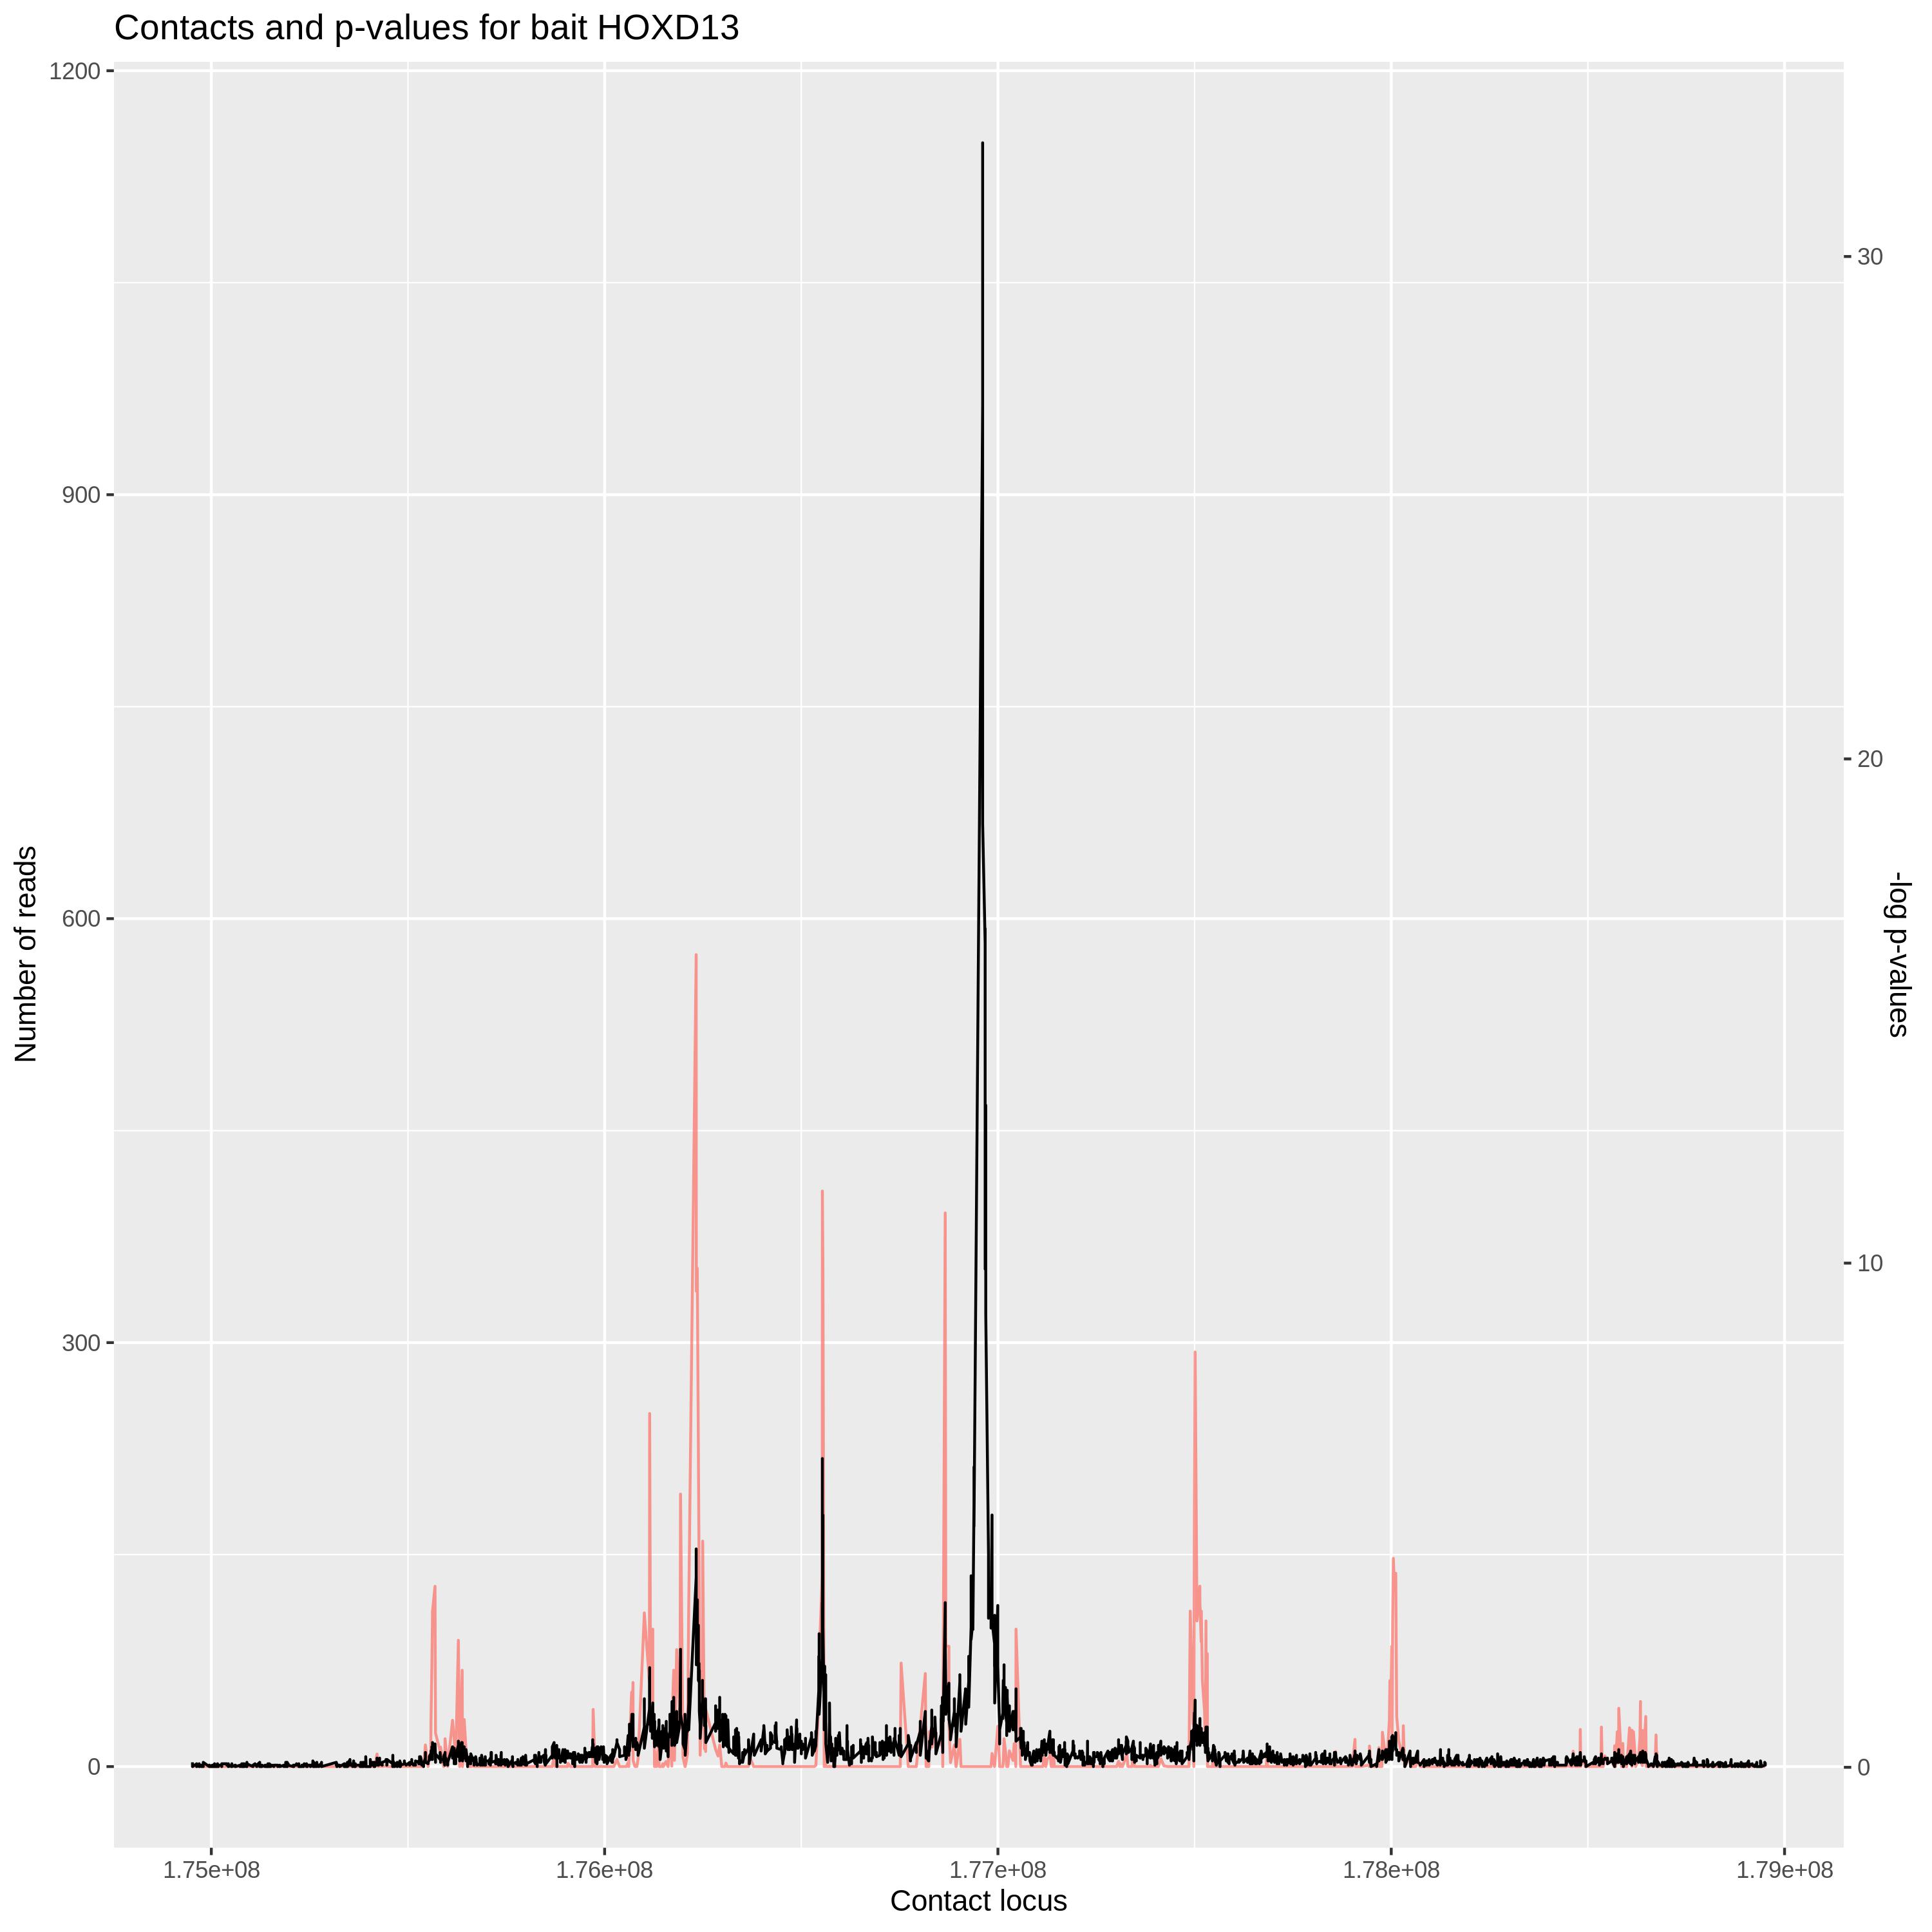 Contacts and p-values for bait HOXD13
1200
900
600
300
0
Number of reads
30
20
10
0
-log p-values
1.75e+08
1.76e+08
1.77e+08
1.78e+08
1.79e+08
Contact locus